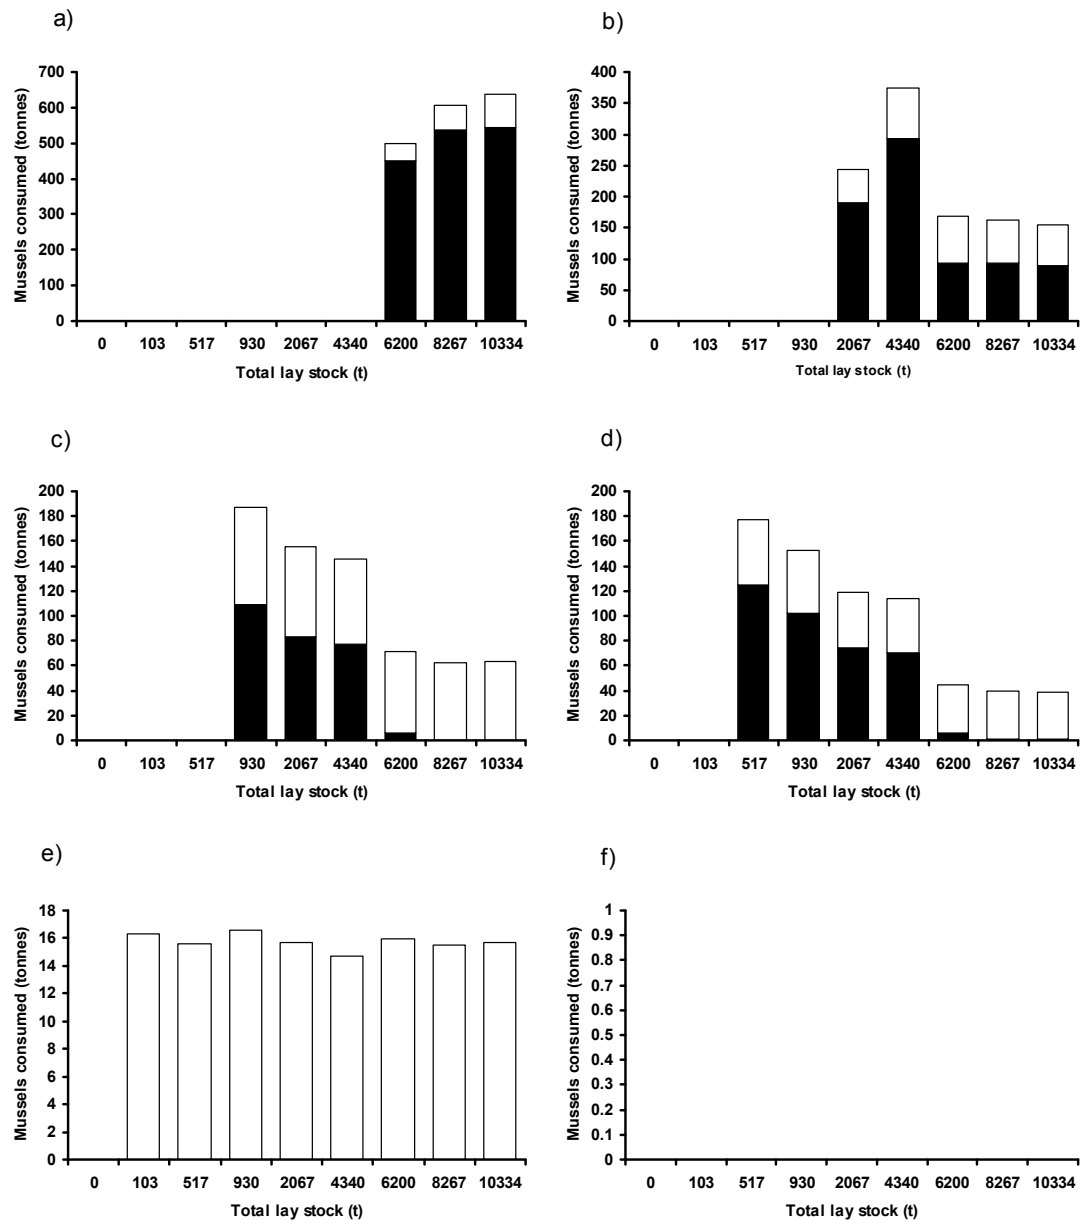 a)
Mussels consumed (tonnes)
700
600
500
400
300
200
100
0
0 103 517 930 2067 4340 6200 8267 10334
Total lay stock (t)
b)
Mussels consumed (tonnes)
400
350
300
250
200
150
100
50
0
0 103 517 930 2067 4340 6200 8267 10334
Total lay stock (t)
c)
Mussels consumed (tonnes)
200
180
160
140
120
100
80
60
40
20
0
0 103 517 930 2067 4340 6200 8267 10334
Total lay stock (t)
d)
Mussels consumed (tonnes)
200
180
160
140
120
100
80
60
40
20
0
0 103 517 930 2067 4340 6200 8267 10334
Total lay stock (t)
e)
Mussels consumed (tonnes)
18
16
14
12
10
8
6
4
2
0
0 103 517 930 2067 4340 6200 8267 10334
Total lay stock (t)
f)
Mussels consumed (tonnes)
1
0.9
0.8
0.7
0.6
0.5
0.4
0.3
0.2
0.1
0
0 103 517 930 2067 4340 6200 8267 10334
Total lay stock (t)